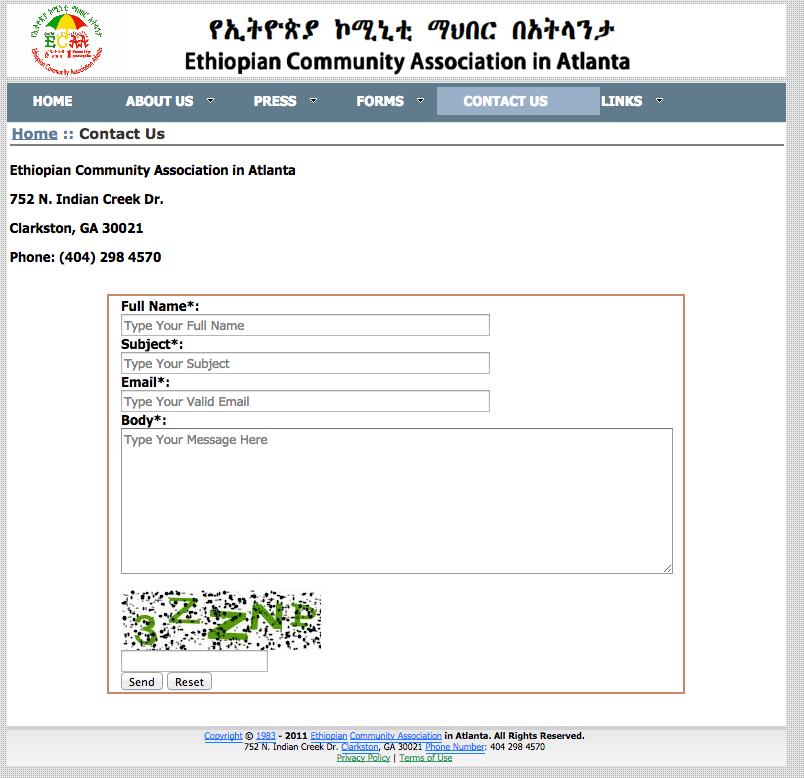 የኢትዮጵያ ኮሚኒቲ ማህበር በአትላንታ
Ethiopian Community Association in Atlanta
HOME ABOUT US PRESS FORMS CONTACT US LINKS
Home :: Contact Us
Ethiopian Community Association in Atlanta
752 N. Indian Creek Dr.
Clarkston, GA 30021
Phone: (404) 298 4570
Full Name*:
Type Your Full Name
Subject*:
Type Your Subject
Email*:
Type Your Valid Email
Body*:
Type Your Message Here
3ZZNP
Send Reset
Copyright © 1983 - 2011 Ethiopian Community Association in Atlanta. All Rights Reserved.
752 N. Indian Creek Dr. Clarkston, GA 30021 Phone Number: 404 298 4570
Privacy Policy | Terms of Use